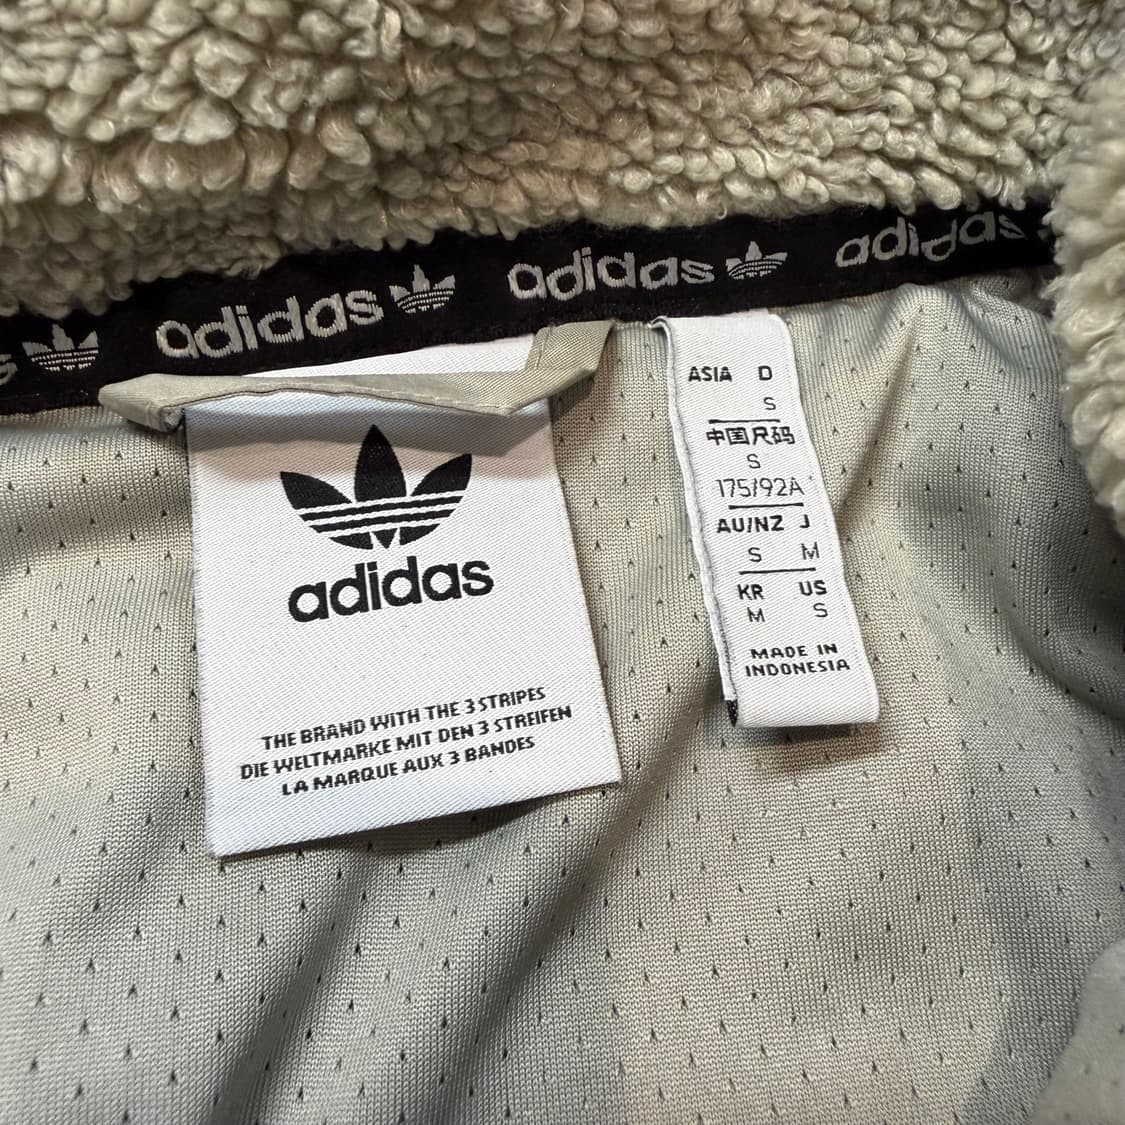 adidas
adidas
adidas
adidas
THE BRAND WITH THE 3 STRIPES
DIE WELTMARKE MIT DEN 3 STREIFEN
LA MARQUE AUX 3 BANDES
ASIA D
S
中国尺码
S
175/92A
AU/NZ J
S M
KR US
M S
MADE IN
INDONESIA